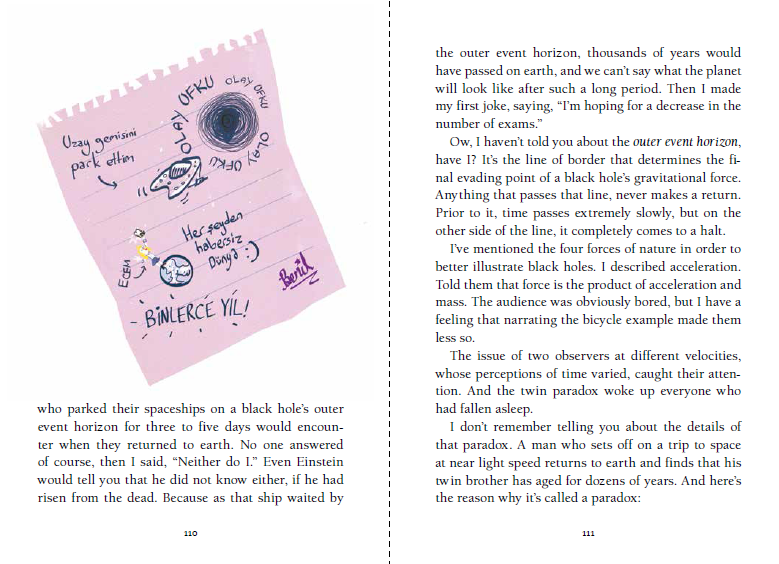 OLAY UFKU
OLAY UFKU
OLAY UFKU
Uzay gemisini
park ettim
Her şeyden
habersiz
Dünya :)
ECEM
Beril
- BİNLERCE YIL!
who parked their spaceships on a black hole’s outer
event horizon for three to five days would encoun-
ter when they returned to earth. No one answered
of course, then I said, “Neither do I.” Even Einstein
would tell you that he did not know either, if he had
risen from the dead. Because as that ship waited by
110
the outer event horizon, thousands of years would
have passed on earth, and we can’t say what the planet
will look like after such a long period. Then I made
my first joke, saying, “I’m hoping for a decrease in the
number of exams.”
Ow, I haven’t told you about the outer event horizon,
have I? It’s the line of border that determines the fi-
nal evading point of a black hole’s gravitational force.
Anything that passes that line, never makes a return.
Prior to it, time passes extremely slowly, but on the
other side of the line, it completely comes to a halt.
I’ve mentioned the four forces of nature in order to
better illustrate black holes. I described acceleration.
Told them that force is the product of acceleration and
mass. The audience was obviously bored, but I have a
feeling that narrating the bicycle example made them
less so.
The issue of two observers at different velocities,
whose perceptions of time varied, caught their atten-
tion. And the twin paradox woke up everyone who
had fallen asleep.
I don’t remember telling you about the details of
that paradox. A man who sets off on a trip to space
at near light speed returns to earth and finds that his
twin brother has aged for dozens of years. And here’s
the reason why it’s called a paradox:
111